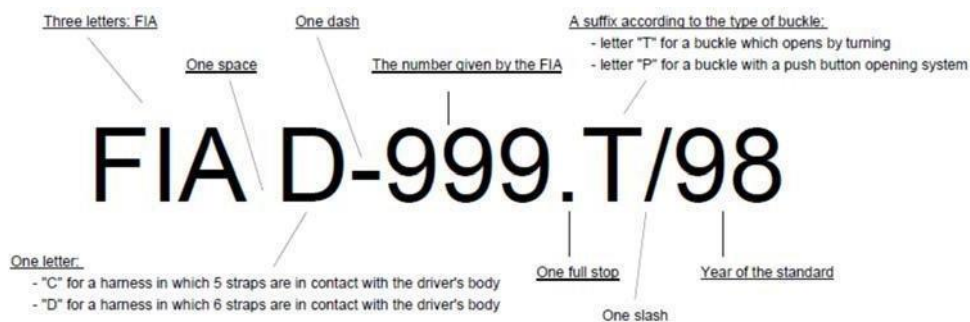 Three letters: FIA
One dash
A suffix according to the type of buckle:
- letter "T" for a buckle which opens by turning
One space
The number given by the FIA
- letter "P" for a buckle with a push button opening system
FIA D-999.T/98
One letter:
- "C" for a harness in which 5 straps are in contact with the driver's body
- "D" for a harness in which 6 straps are in contact with the driver's body
One full stop
Year of the standard
One slash